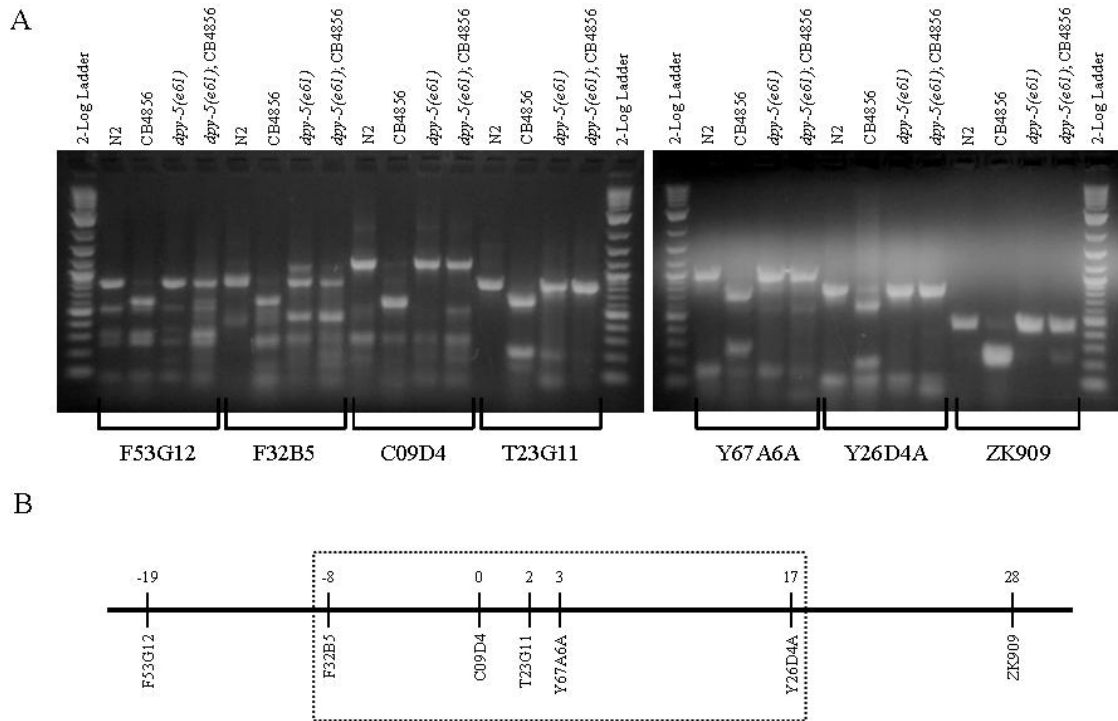 A
2-Log Ladder
N2
CB4856
dpy-5(e61)
dpy-5(e61); CB4856
N2
CB4856
dpy-5(e61)
dpy-5(e61); CB4856
N2
CB4856
dpy-5(e61)
dpy-5(e61); CB4856
N2
CB4856
dpy-5(e61)
dpy-5(e61); CB4856
2-Log Ladder
2-Log Ladder
N2
CB4856
dpy-5(e61)
dpy-5(e61); CB4856
N2
CB4856
dpy-5(e61)
dpy-5(e61); CB4856
N2
CB4856
dpy-5(e61)
dpy-5(e61); CB4856
2-Log Ladder
F53G12
F32B5
C09D4
T23G11
Y67A6A
Y26D4A
ZK909
B
-19
-8
0
2
3
17
28
F53G12
F32B5
C09D4
T23G11
Y67A6A
Y26D4A
ZK909